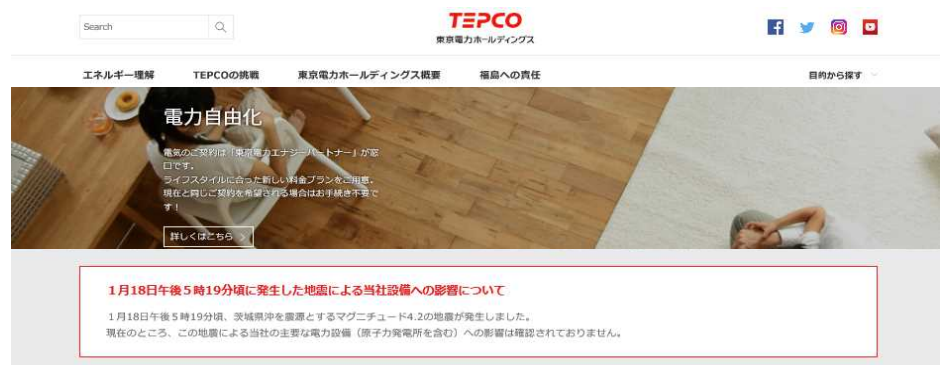 Search
TEPCO
東京電力ホールディングス
エネルギー理解
TEPCOの挑戦
東京電力ホールディングス概要
福島への責任
目的から探す
電力自由化
電気のご契約は「東京電力エナジーパートナー」が窓
口です。
ライフスタイルに合った新しい料金プランをご用意。
現在と同じご契約を希望される場合はお手続き不要で
す！
詳しくはこちら
1月18日午後5時19分頃に発生した地震による当社設備への影響について
1月18日午後5時19分頃、茨城県沖を震源とするマグニチュード4.2の地震が発生しました。
現在のところ、この地震による当社の主要な電力設備（原子力発電所を含む）への影響は確認されておりません。